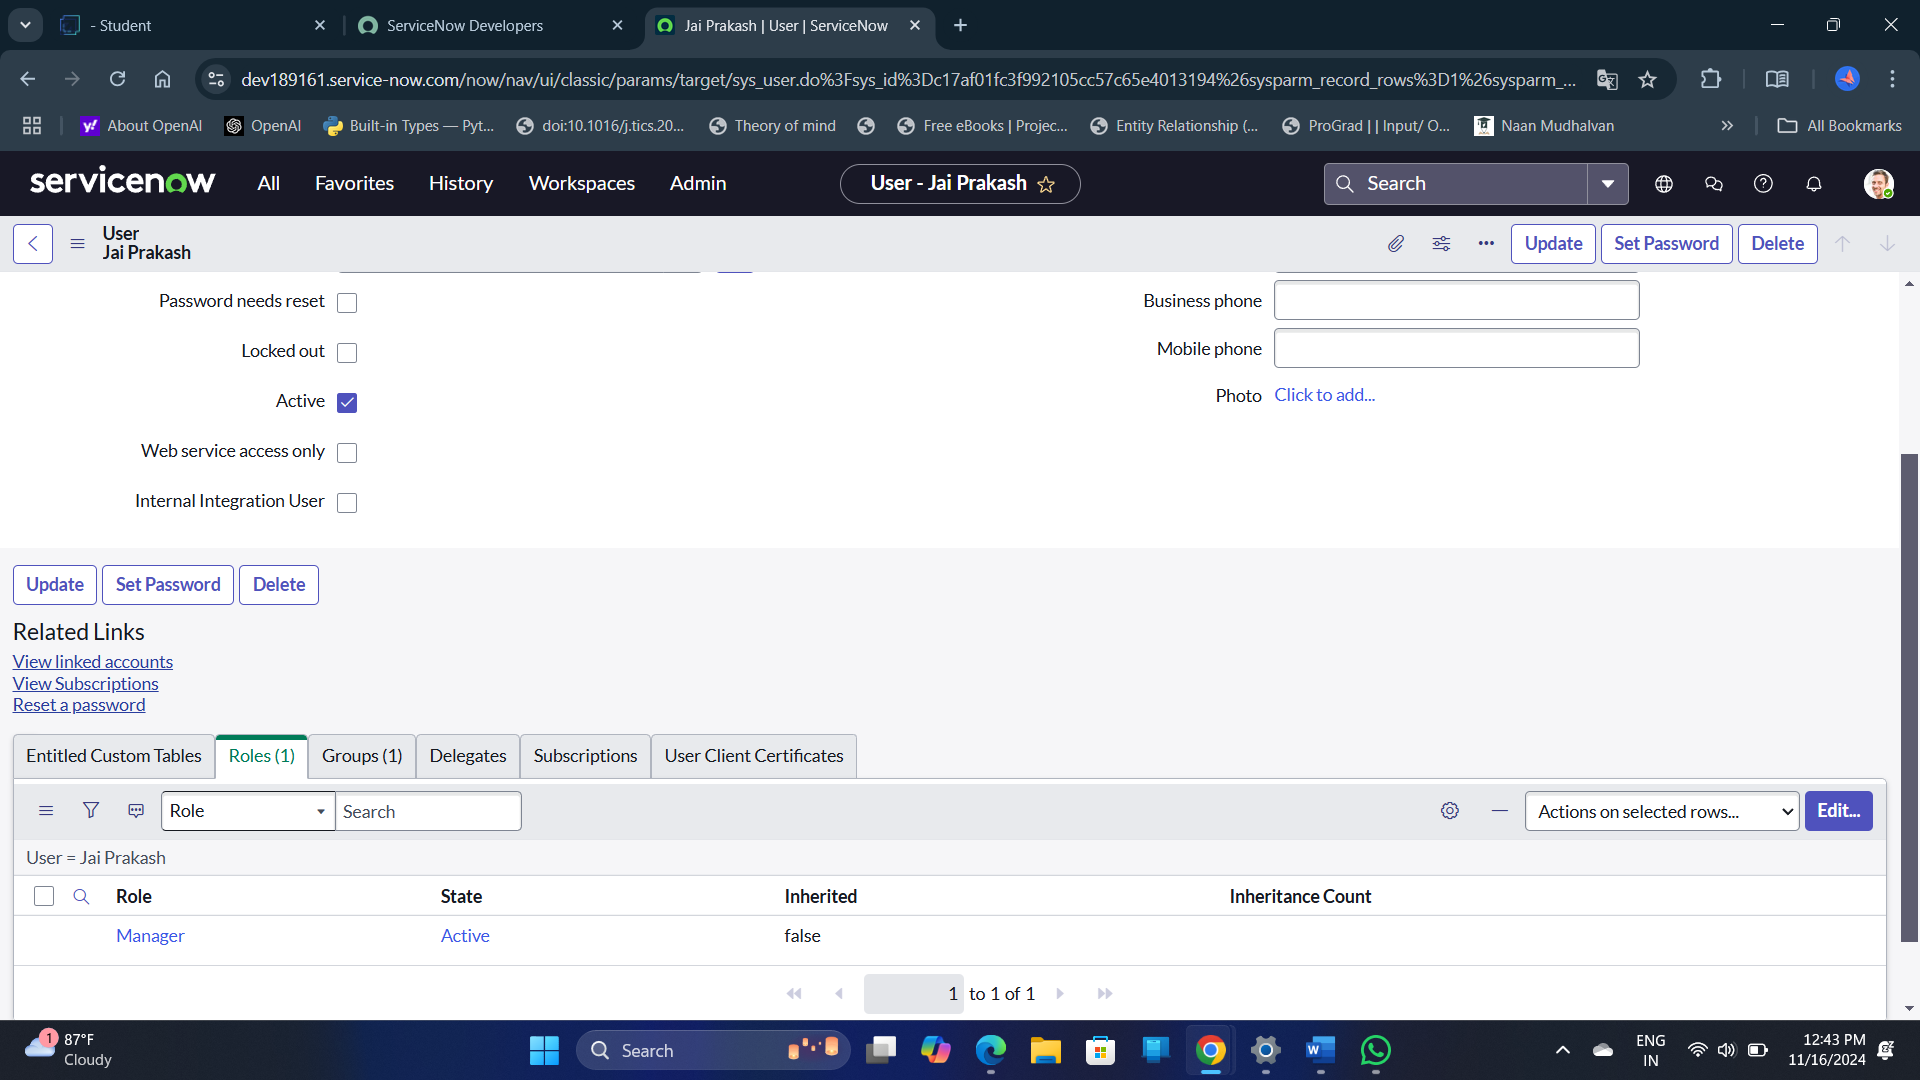 - Student
ServiceNow Developers
Jai Prakash | User | ServiceNow
dev189161.service-now.com/now/nav/ui/classic/params/target/sys_user.do%3Fsys_id%3Dc17af01fc3f992105cc57c65e4013194%26sysparm_record_rows%3D1%26sysparm_...
About OpenAI
OpenAI
Built-in Types — Pyt...
doi:10.1016/j.tics.20...
Theory of mind
Free eBooks | Projec...
Entity Relationship (...
ProGrad | | Input/ O...
Naan Mudhalvan
All Bookmarks
servicenow
All
Favorites
History
Workspaces
Admin
User - Jai Prakash
Search
User
Jai Prakash
Update
Set Password
Delete
Password needs reset
Locked out
Active
Web service access only
Internal Integration User
Business phone
Mobile phone
Photo Click to add...
Update
Set Password
Delete
Related Links
View linked accounts
View Subscriptions
Reset a password
Entitled Custom Tables
Roles (1)
Groups (1)
Delegates
Subscriptions
User Client Certificates
Role
Search
Actions on selected rows...
Edit...
User = Jai Prakash
Role State Inherited Inheritance Count
Manager Active false
1 to 1 of 1
1
87°F
Cloudy
Search
ENG
IN
12:43 PM
11/16/2024